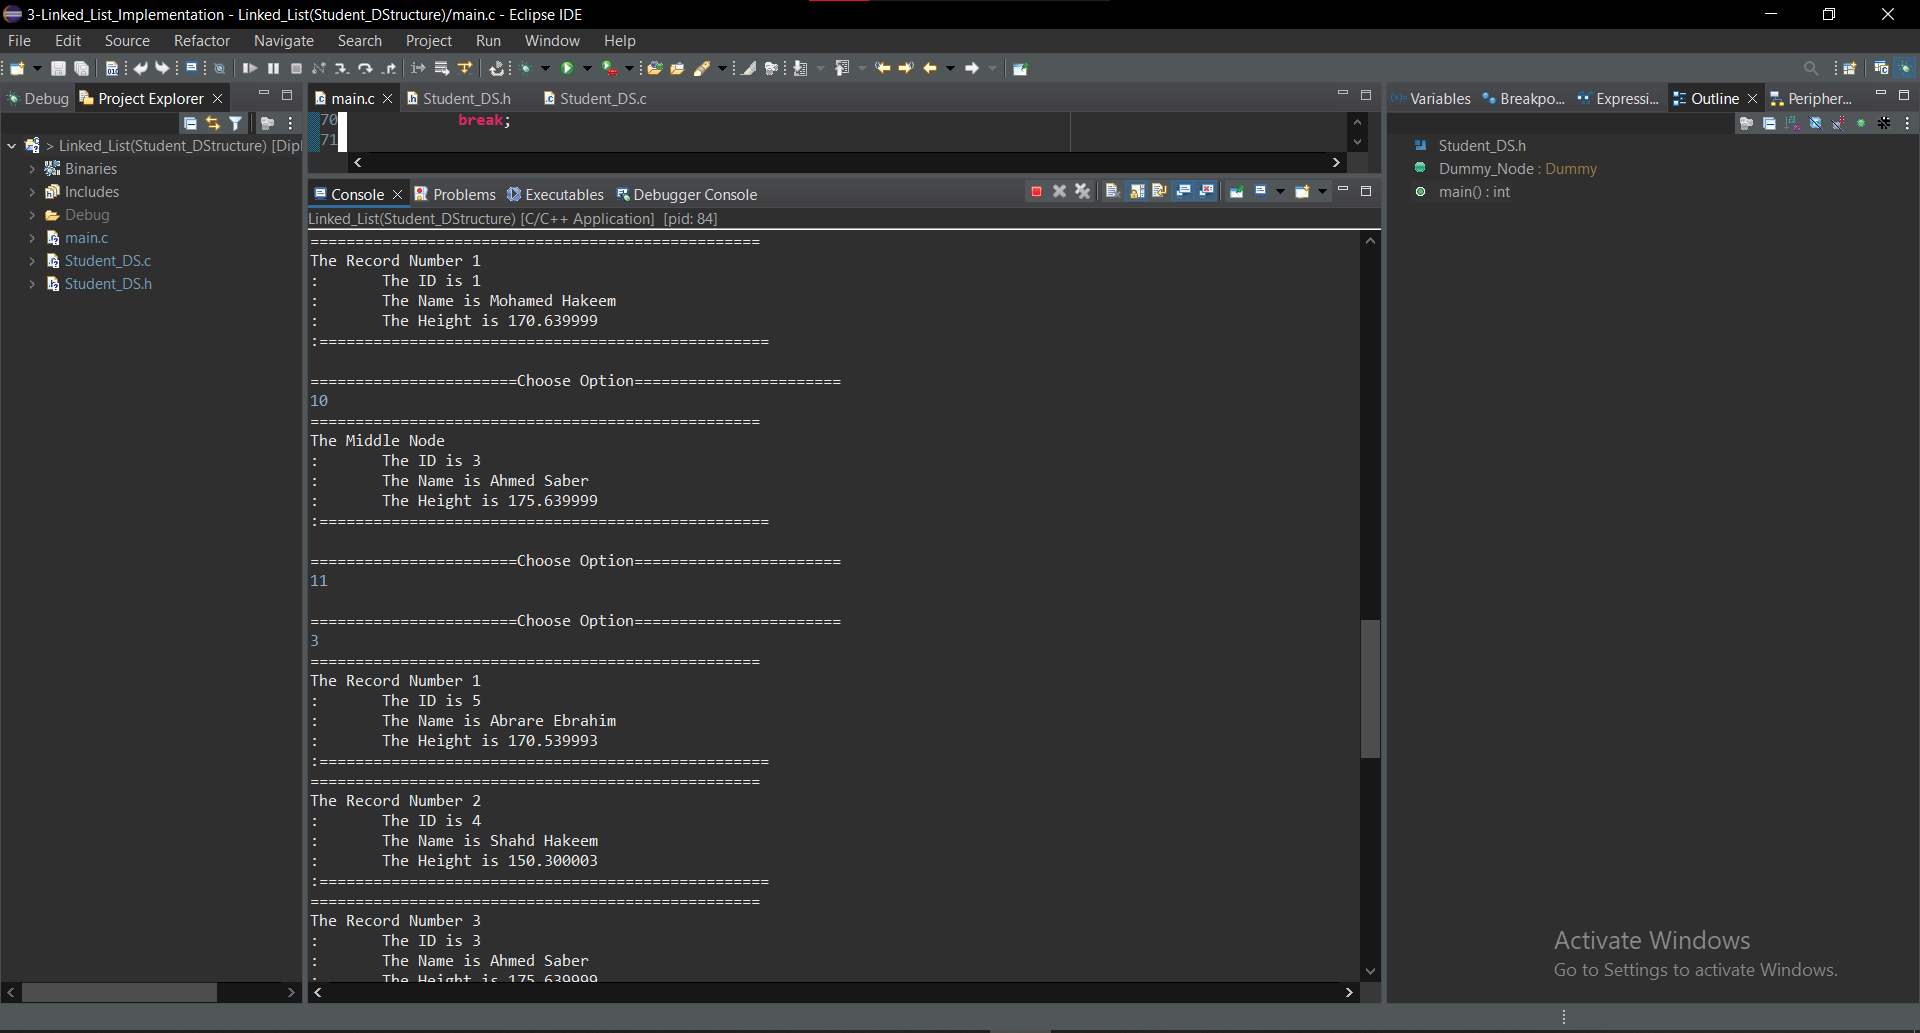 3-Linked_List_Implementation - Linked_List(Student_DStructure)/main.c - Eclipse IDE
File Edit Source Refactor Navigate Search Project Run Window Help
Debug Project Explorer
> Linked_List(Student_DStructure) [Dipl
Binaries
Includes
Debug
main.c
Student_DS.c
Student_DS.h
main.c Student_DS.h Student_DS.c
70 break;
71
Console Problems Executables Debugger Console
Linked_List(Student_DStructure) [C/C++ Application] [pid: 84]
==================================================
The Record Number 1
: The ID is 1
: The Name is Mohamed Hakeem
: The Height is 170.639999
:==================================================
=======================Choose Option=======================
10
==================================================
The Middle Node
: The ID is 3
: The Name is Ahmed Saber
: The Height is 175.639999
:==================================================
=======================Choose Option=======================
11
=======================Choose Option=======================
3
==================================================
The Record Number 1
: The ID is 5
: The Name is Abrare Ebrahim
: The Height is 170.539993
:==================================================
==================================================
The Record Number 2
: The ID is 4
: The Name is Shahd Hakeem
: The Height is 150.300003
:==================================================
==================================================
The Record Number 3
: The ID is 3
: The Name is Ahmed Saber
: The Height is 175.639999
Variables Breakpo... Expressi... Outline Peripher...
Student_DS.h
Dummy_Node : Dummy
main() : int
Activate Windows
Go to Settings to activate Windows.